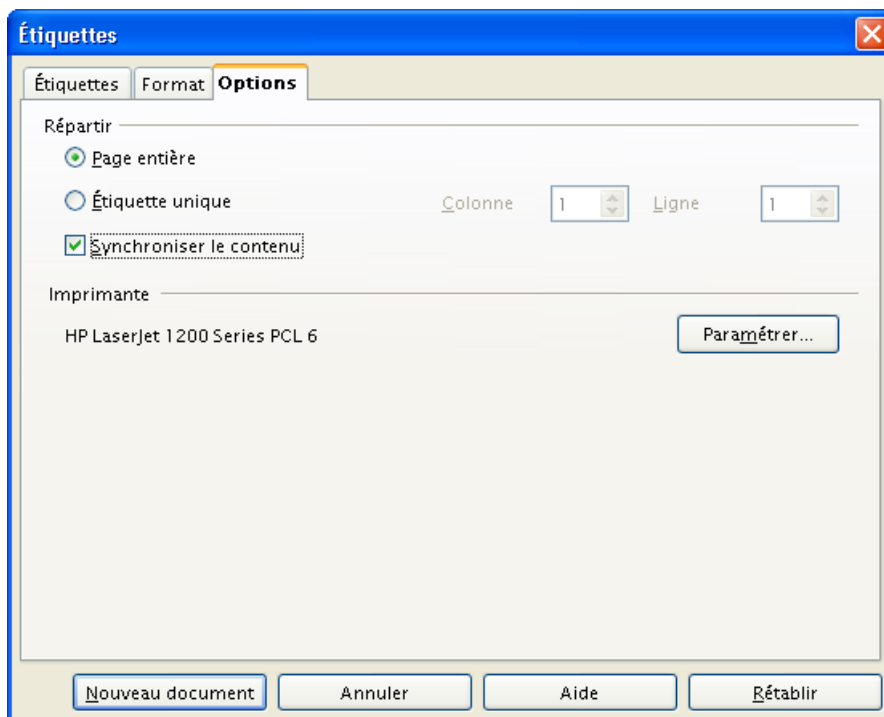 Étiquettes
Étiquettes Format Options
Répartir
Page entière
Étiquette unique Colonne 1 Ligne 1
Synchroniser le contenu
Imprimante
HP LaserJet 1200 Series PCL 6 Paramétrer...
Nouveau document Annuler Aide Rétablir